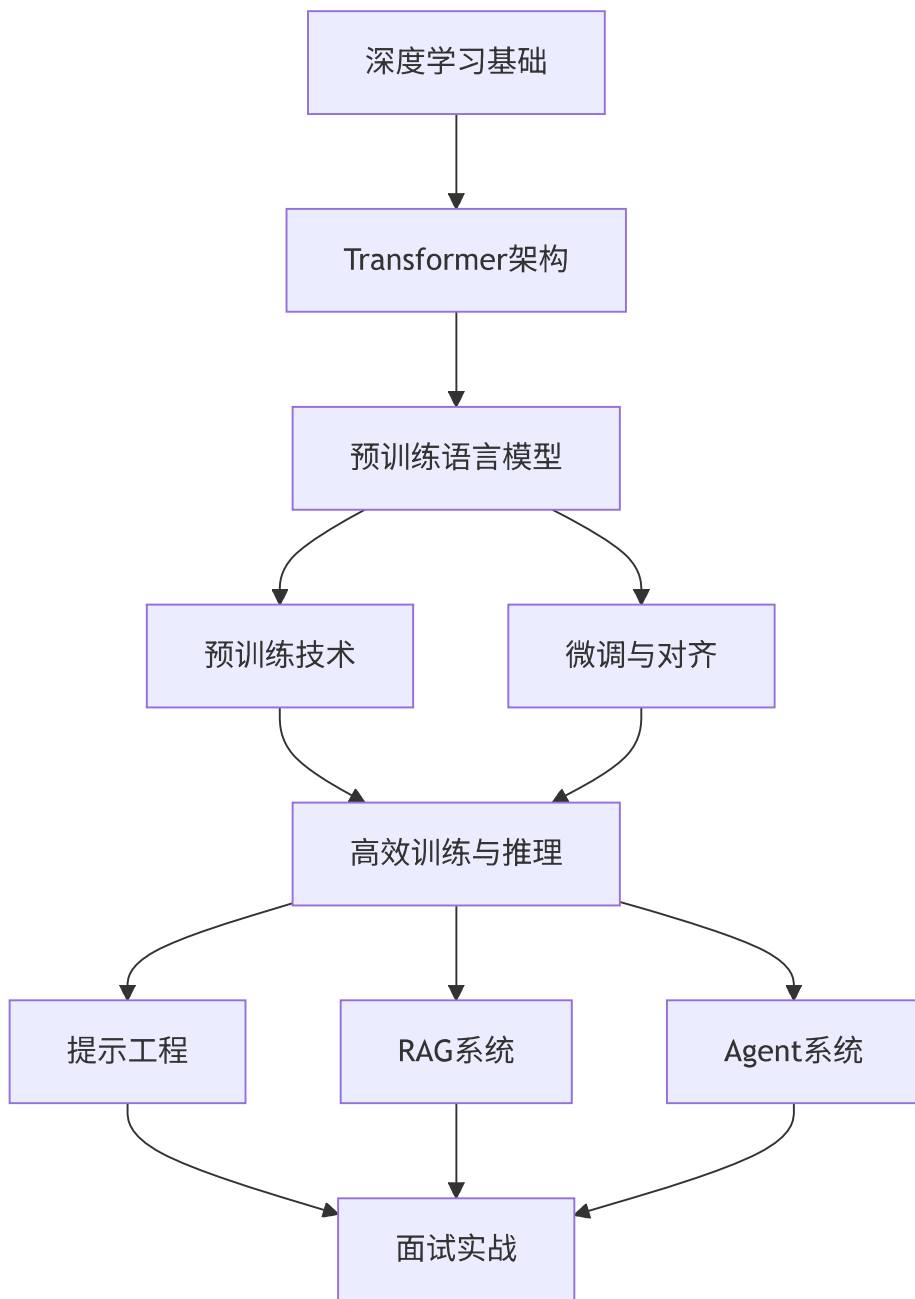 深度学习基础
Transformer架构
预训练语言模型
预训练技术
微调与对齐
高效训练与推理
提示工程
RAG系统
Agent系统
面试实战